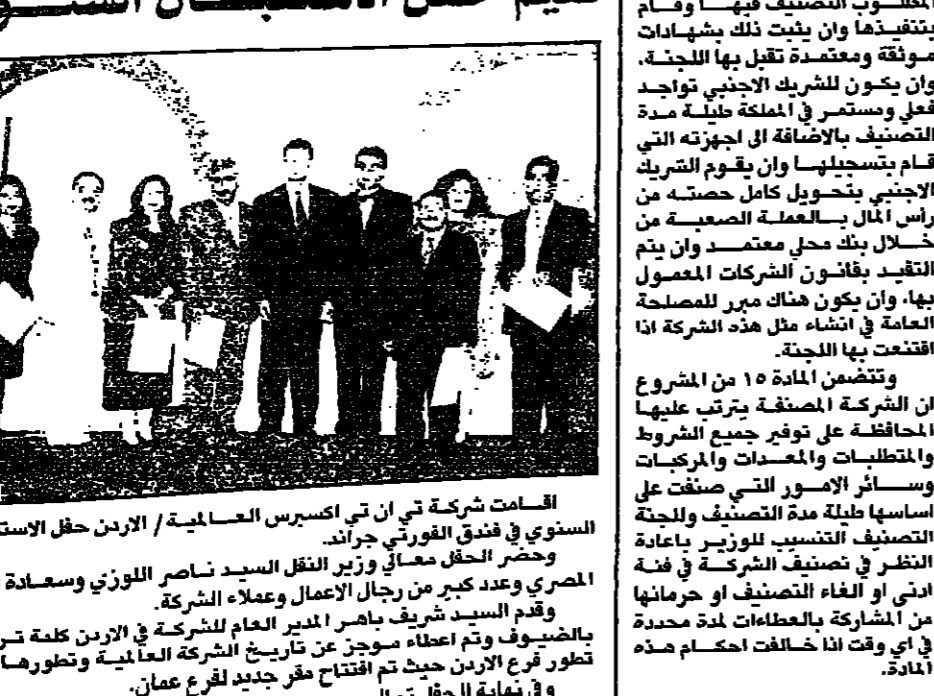 المطلوب التصنيف فيها وقام
بتنفيذها وان يثبت ذلك بشهادات
موثقة ومعتمدة تقبل بها اللجنة،
وان يكون للشريك الاجنبي تواجد
فعلي ومستمر في المملكة طيلة مدة
التصنيف بالاضافة الى اجهزته التي
قام بتسجيلها وان يقوم الشريك
الاجنبي بتحويل كامل حصته من
رأس المال بالعملة الصعبة من
خلال بنك محلي معتمد وان يتم
التقيد بقانون الشركات المعمول
بها، وان يكون هناك مبرر للمصلحة
العامة في انشاء مثل هذه الشركة اذا
اقتنعت بها اللجنة.
وتتضمن المادة ١٥ من المشروع
ان الشركة المصنفة يترتب عليها
المحافظة على توفير جميع الشروط
والمتطلبات والمعدات والمركبات
وسائر الامور التي صنفت على
اساسها طيلة مدة التصنيف وللجنة
التصنيف التنسيب للوزير باعادة
النظر في تصنيف الشركة في فئة
ادنى او الغاء التصنيف او حرمانها
من المشاركة بالعطاءات لمدة محددة
في اي وقت اذا خالفت احكام هذه
المادة.
حفل
اقامت شركة تي ان تي اكسبرس العالمية / الاردن حفل
السنوي في فندق الفورتي جراند.
وحضر الحفل معالي وزير النقل السيد ناصر اللوزي وسعادة
المصري وعدد كبير من رجال الاعمال وعملاء الشركة.
وقدم السيد شريف باهر المدير العام للشركة في الاردن كلمة
بالضيوف وتم اعطاء موجز عن تاريخ الشركة العالمية وتطورها
تطور فرع الاردن حيث تم افتتاح مقر جديد لفرع عمان.
وفي نهاية الحفل